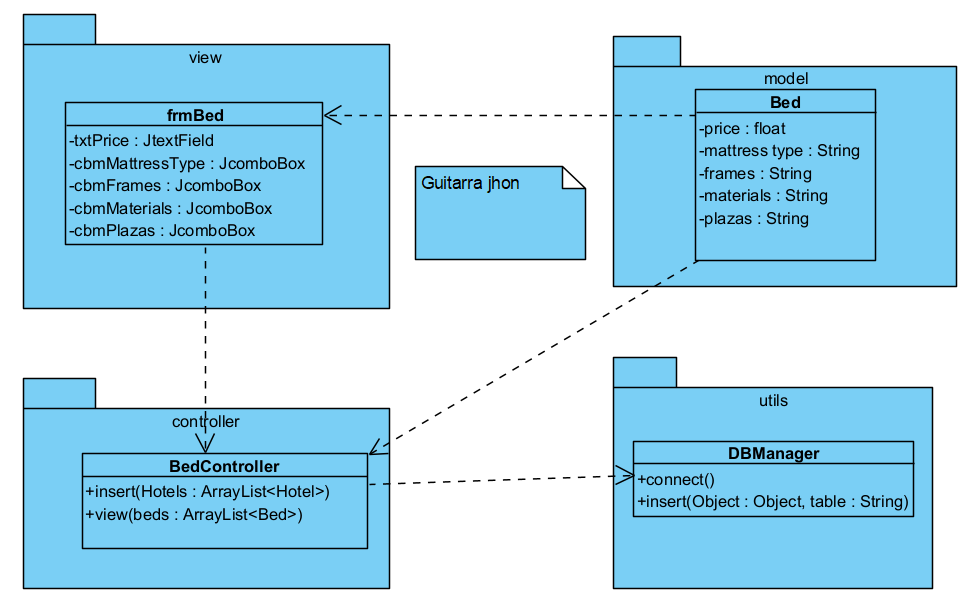 view
frmBed
-txtPrice : JtextField
-cbmMattressType : JcomboBox
-cbmFrames : JcomboBox
-cbmMaterials : JcomboBox
-cbmPlazas : JcomboBox
Guitarra jhon
model
Bed
-price : float
-mattress type : String
-frames : String
-materials : String
-plazas : String
controller
BedController
+insert(Hotels : ArrayList<Hotel>)
+view(beds : ArrayList<Bed>)
utils
DBManager
+connect()
+insert(Object : Object, table : String)